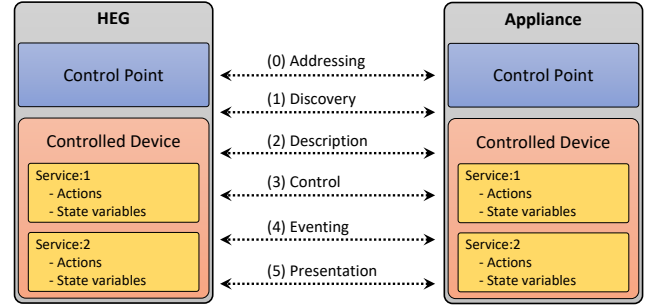 HEG
Control Point
Controlled Device
Service:1
- Actions
- State variables
Service:2
- Actions
- State variables
(0) Addressing
(1) Discovery
(2) Description
(3) Control
(4) Eventing
(5) Presentation
Appliance
Control Point
Controlled Device
Service:1
- Actions
- State variables
Service:2
- Actions
- State variables